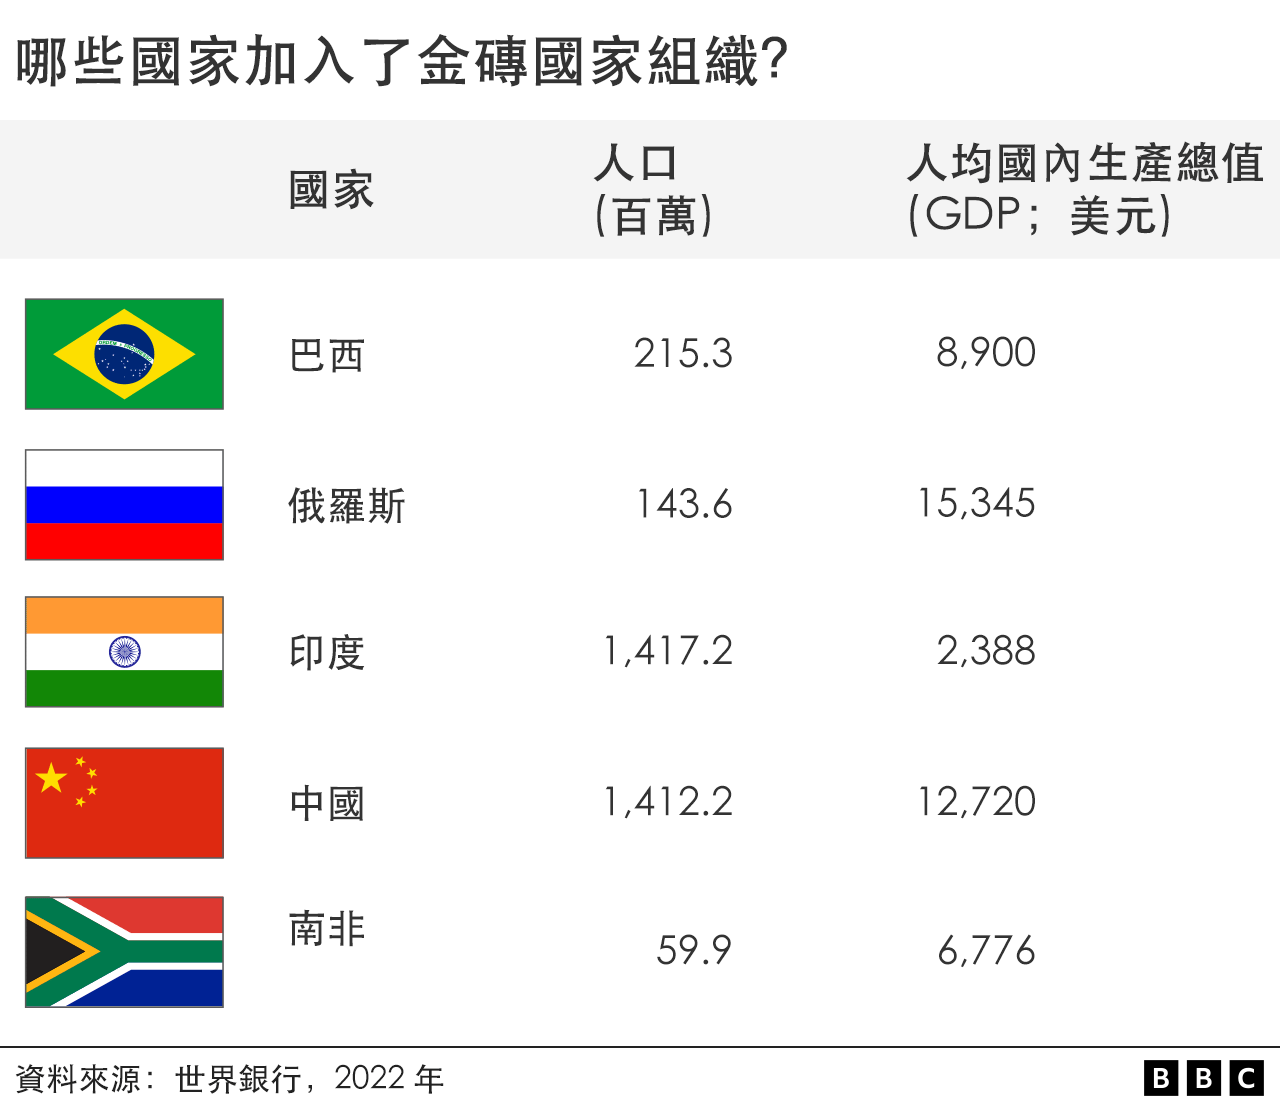 哪些國家加入了金磚國家組織?
國家
人口
(百萬)
人均國內生產總值
(GDP；美元)
巴西 215.3 8,900
俄羅斯 143.6 15,345
印度 1,417.2 2,388
中國 1,412.2 12,720
南非 59.9 6,776
資料來源：世界銀行，2022 年
BBC